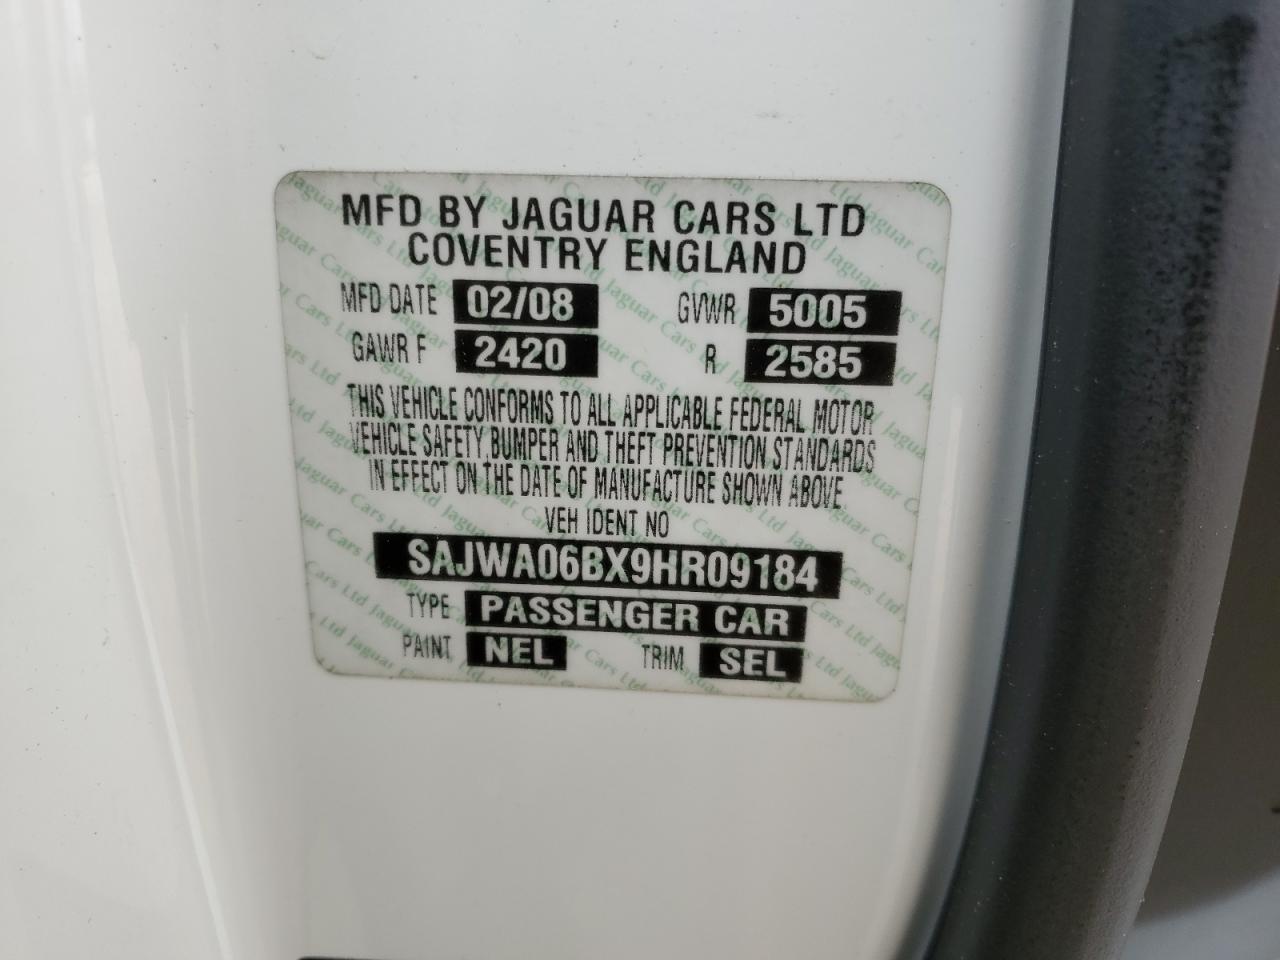 MFD BY JAGUAR CARS LTD
COVENTRY ENGLAND
MFD DATE 02/08 GVWR 5005
GAWR F 2420 R 2585
THIS VEHICLE CONFORMS TO ALL APPLICABLE FEDERAL MOTOR
VEHICLE SAFETY, BUMPER AND THEFT PREVENTION STANDARDS
IN EFFECT ON THE DATE OF MANUFACTURE SHOWN ABOVE
VEH IDENT NO
SAJWA06BX9HR09184
TYPE PASSENGER CAR
PAINT NEL TRIM SEL